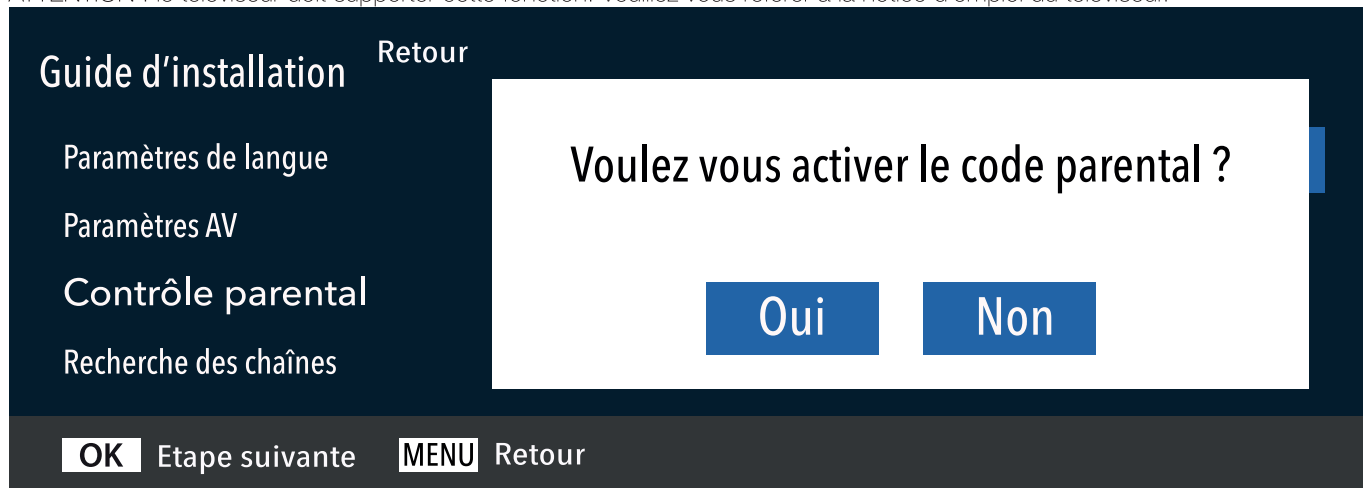 Guide d'installation
Retour
Paramètres de langue
Paramètres AV
Contrôle parental
Recherche des chaînes
Voulez vous activer le code parental ?
Oui
Non
OK Etape suivante MENU Retour